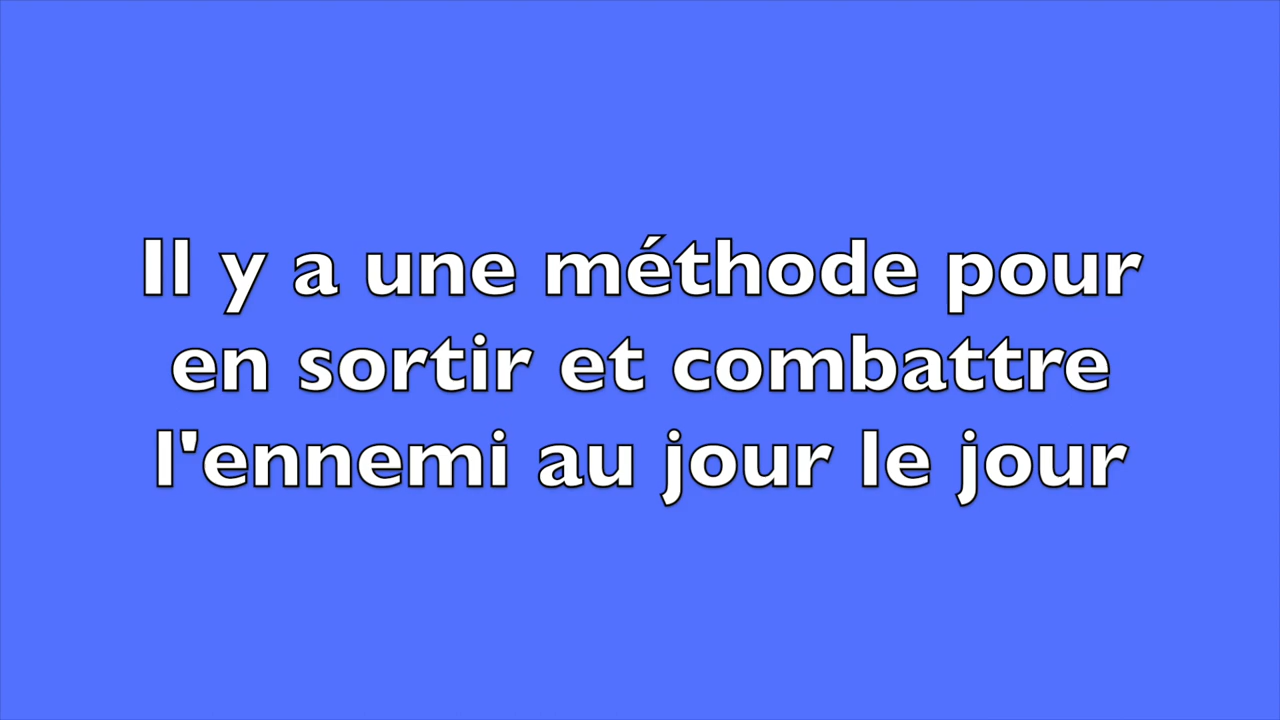 Il y a une méthode pour
en sortir et combattre
l'ennemi au jour le jour